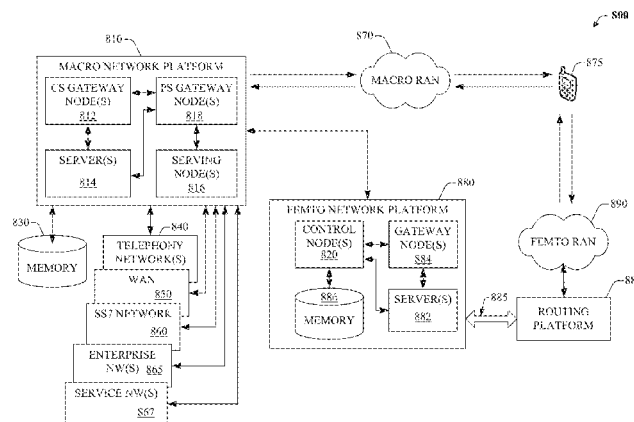 800
810
MACRO NETWORK PLATFORM
CS GATEWAY
NODE(S)
812
PS GATEWAY
NODE(S)
818
SERVER(S)
814
SERVING
NODE(S)
816
870
MACRO RAN
875
830
MEMORY
840
TELEPHONY
NETWORK(S)
WAN
850
SS7 NETWORK
860
ENTERPRISE
NW(S)
865
SERVICE NW(S)
867
880
FEMTO NETWORK PLATFORM
CONTROL
NODE(S)
820
GATEWAY
NODE(S)
884
886
MEMORY
SERVER(S)
882
885
890
FEMTO RAN
ROUTING
PLATFORM